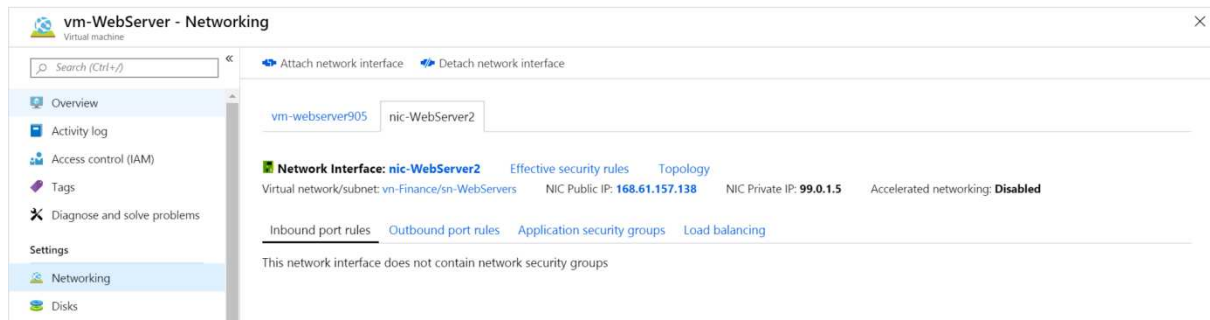 vm-WebServer - Networking
Virtual machine
Search (Ctrl+/)
«
Overview
Activity log
Access control (IAM)
Tags
Diagnose and solve problems
Settings
Networking
Disks
Attach network interface Detach network interface
vm-webserver905 nic-WebServer2
Network Interface: nic-WebServer2 Effective security rules Topology
Virtual network/subnet: vn-Finance/sn-WebServers NIC Public IP: 168.61.157.138 NIC Private IP: 99.0.1.5 Accelerated networking: Disabled
Inbound port rules Outbound port rules Application security groups Load balancing
This network interface does not contain network security groups